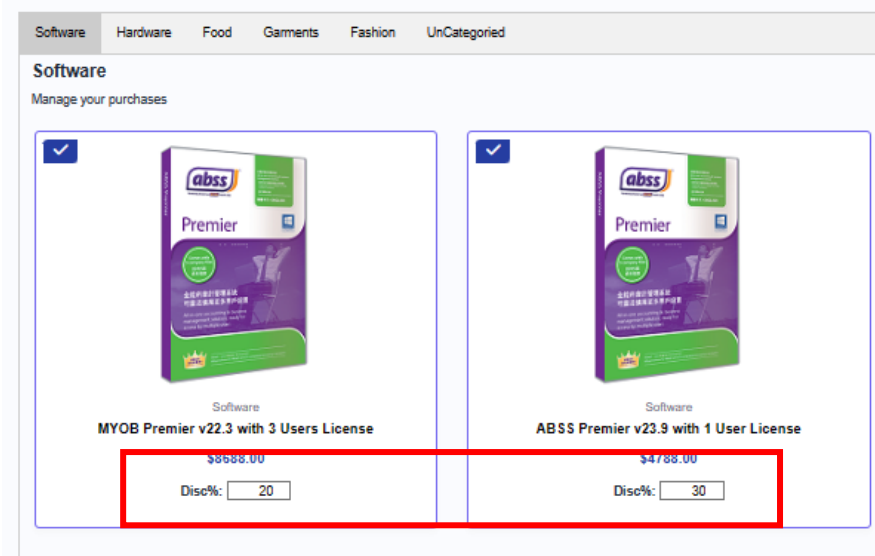 Software Hardware Food Garments Fashion UnCategoried
Software
Manage your purchases
abss
Premier
abss
Premier
Software
MYOB Premier v22.3 with 3 Users License
$8688.00
Disc%: 20
Software
ABSS Premier v23.9 with 1 User License
$4788.00
Disc%: 30